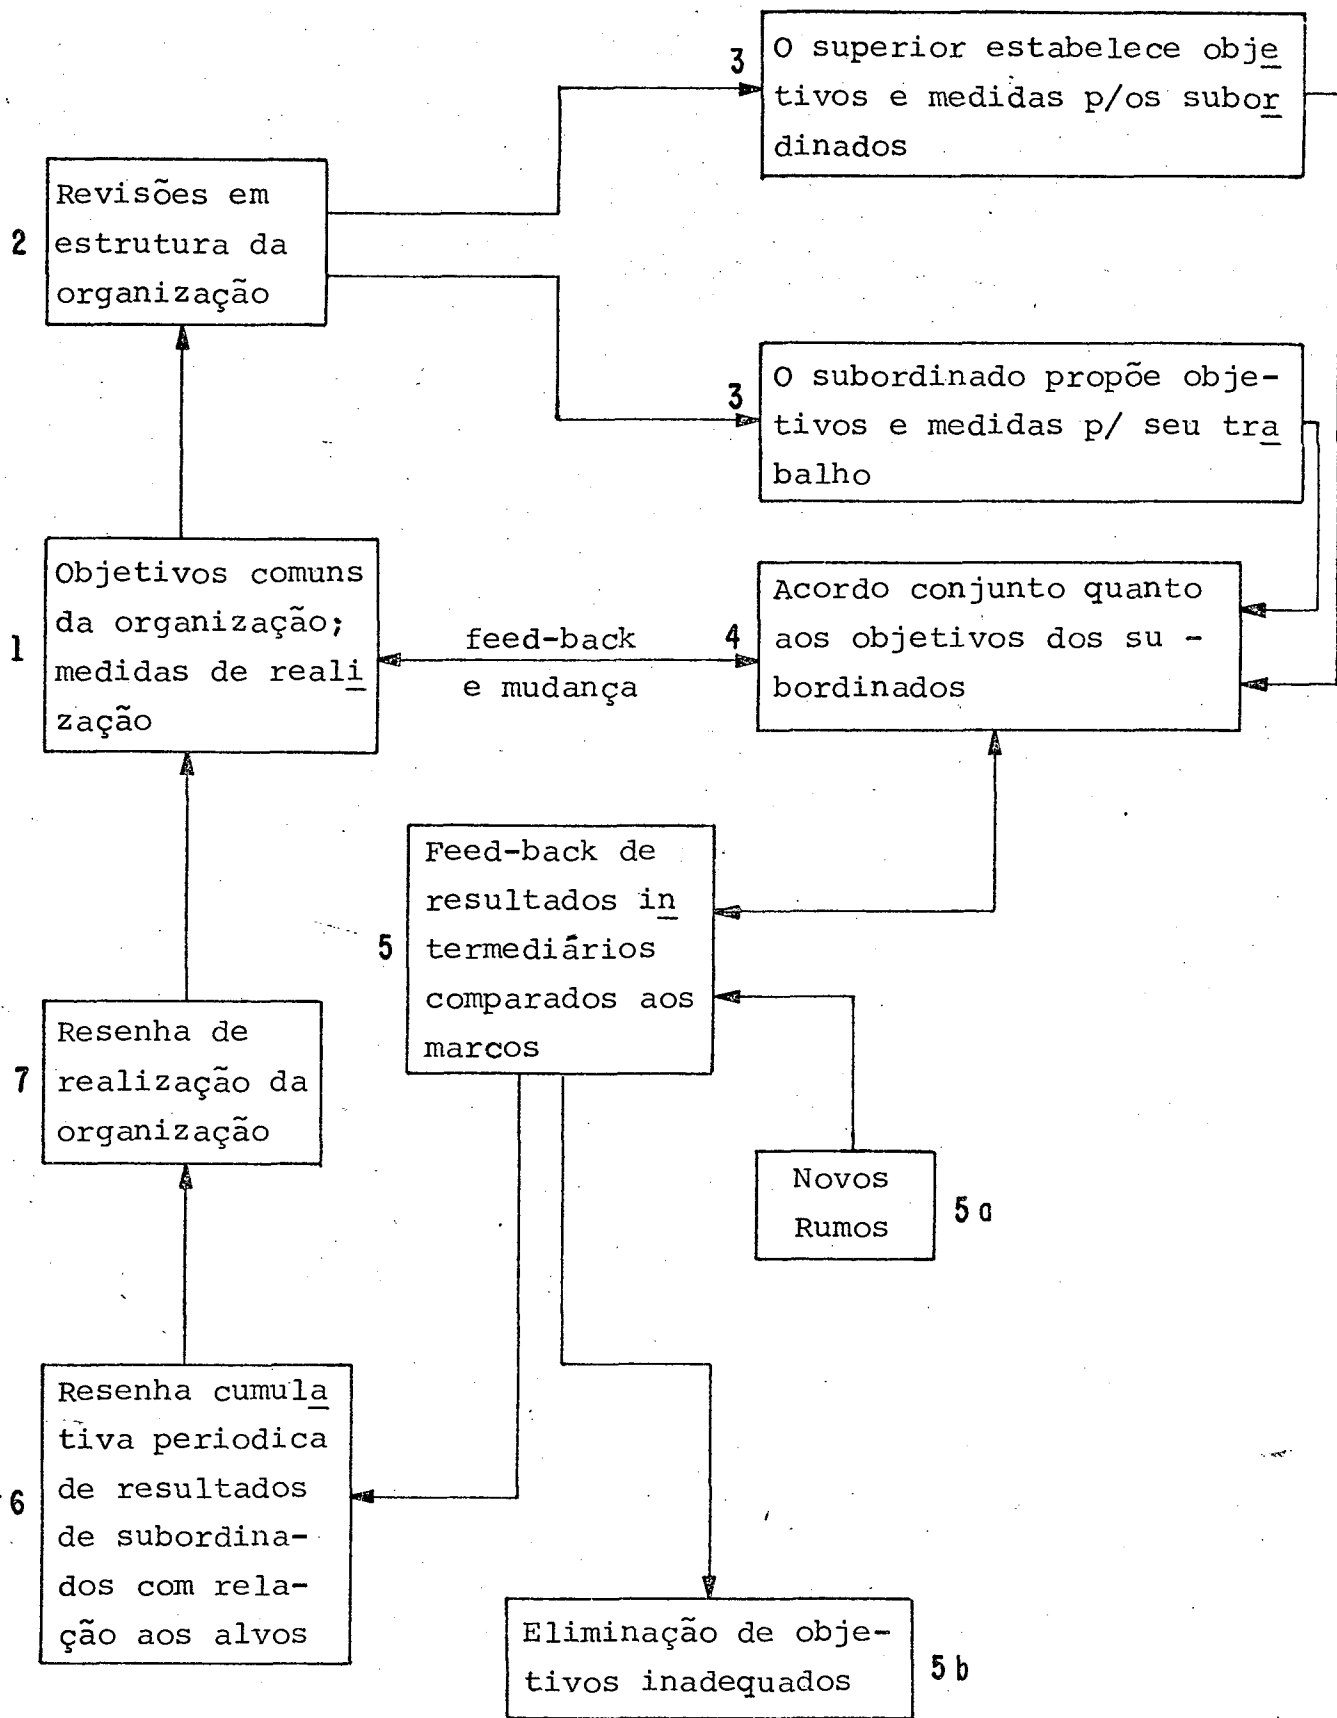 3
O superior estabelece obje
tivos e medidas p/os subor
dinados
2
Revisões em
estrutura da
organização
3
O subordinado propõe obje-
tivos e medidas p/ seu tra
balho
1
Objetivos comuns
da organização;
medidas de reali
zação
feed-back
e mudança
4
Acordo conjunto quanto
aos objetivos dos su -
bordinados
5
Feed-back de
resultados in
termediários
comparados aos
marcos
7
Resenha de
realização da
organização
Novos
Rumos
5 a
6
Resenha cumula
tiva periodica
de resultados
de subordina-
dos com rela-
ção aos alvos
Eliminação de obje-
tivos inadequados
5 b